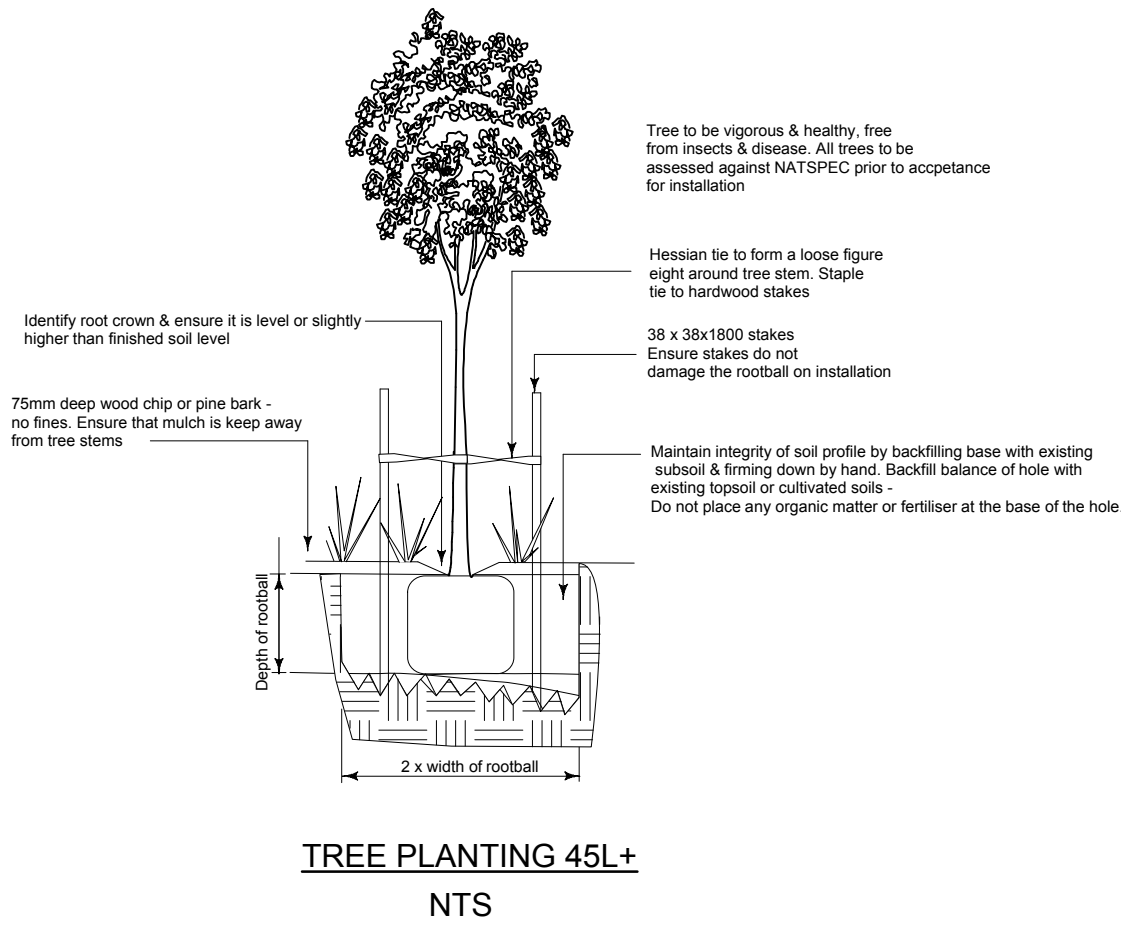 Tree to be vigorous & healthy, free
from insects & disease. All trees to be
assessed against NATSPEC prior to accpetance
for installation
Hessian tie to form a loose figure
eight around tree stem. Staple
tie to hardwood stakes
Identify root crown & ensure it is level or slightly
higher than finished soil level
38 x 38x1800 stakes
Ensure stakes do not
damage the rootball on installation
75mm deep wood chip or pine bark -
no fines. Ensure that mulch is keep away
from tree stems
Maintain integrity of soil profile by backfilling base with existing
subsoil & firming down by hand. Backfill balance of hole with
existing topsoil or cultivated soils -
Do not place any organic matter or fertiliser at the base of the hole.
Depth of rootball
2 x width of rootball
TREE PLANTING 45L+
NTS